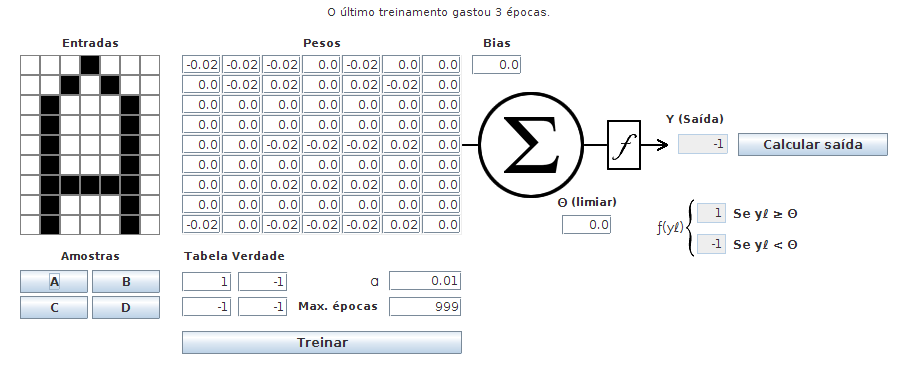 O último treinamento gastou 3 épocas.
Entradas Pesos Bias
-0.02 -0.02 -0.02 0.0 -0.02 0.0 0.0 0.0
0.0 -0.02 0.02 0.0 0.02 -0.02 0.0
0.0 0.0 0.0 0.0 0.0 0.0 0.0
0.0 0.0 0.0 0.0 0.0 0.0 0.0
0.0 0.0 -0.02 -0.02 -0.02 0.02 0.0
0.0 0.0 0.0 0.0 0.0 0.0 0.0
0.0 0.0 0.02 0.02 0.02 0.0 0.0
0.0 0.0 0.0 0.0 0.0 0.0 0.0
-0.02 0.0 -0.02 -0.02 -0.02 0.02 0.0
Σ
f
Y (Saída)
-1 Calcular saída
Θ (limiar)
0.0
f(yℓ)
1 Se yℓ ≥ Θ
-1 Se yℓ < Θ
Amostras Tabela Verdade
A B 1 -1 α 0.01
C D -1 -1 Max. épocas 999
Treinar